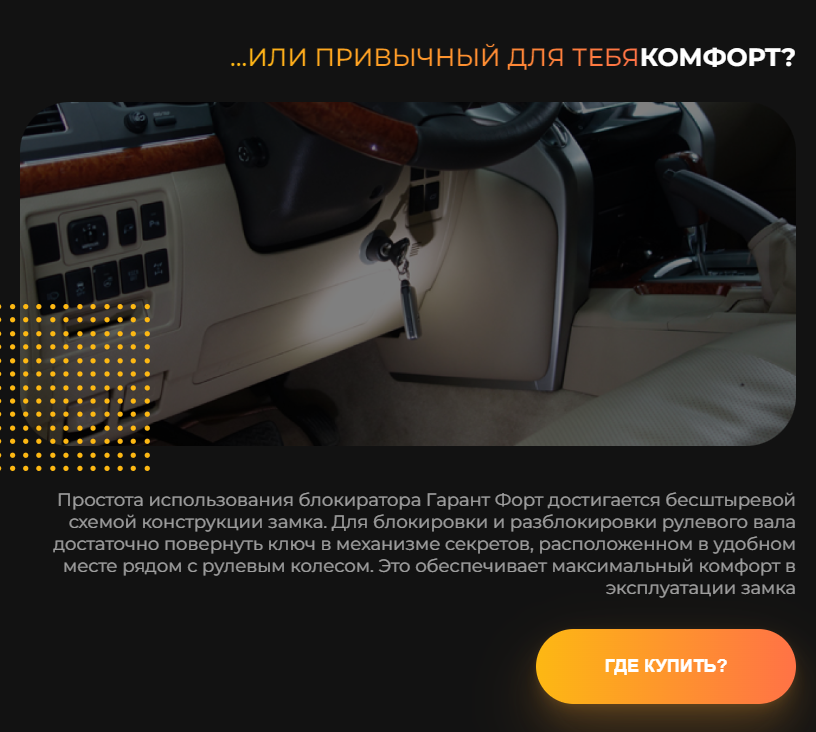 ...ИЛИ ПРИВЫЧНЫЙ ДЛЯ ТЕБЯКОМФОРТ?
Простота использования блокиратора Гарант Форт достигается бесштыревой
схемой конструкции замка. Для блокировки и разблокировки рулевого вала
достаточно повернуть ключ в механизме секретов, расположенном в удобном
месте рядом с рулевым колесом. Это обеспечивает максимальный комфорт в
эксплуатации замка
ГДЕ КУПИТЬ?